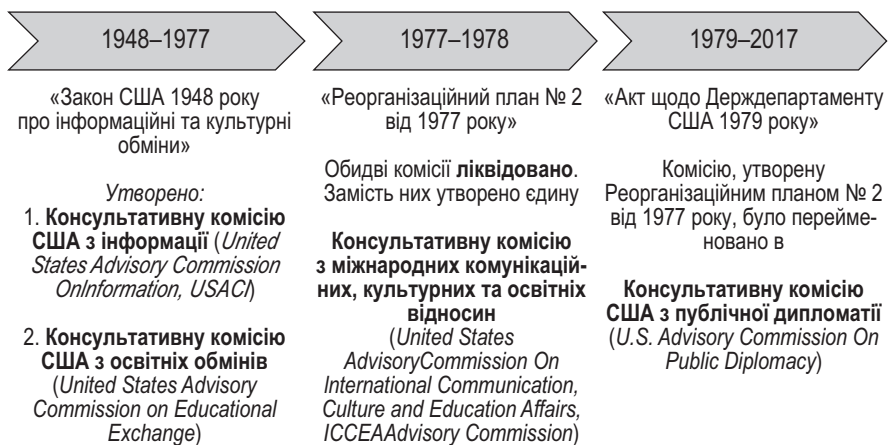 1948–1977
«Закон США 1948 року
про інформаційні та культурні
обміни»
Утворено:
1. Консультативну комісію
США з інформації (United
States Advisory Commission
OnInformation, USACI)
2. Консультативну комісію
США з освітніх обмінів
(United States Advisory
Commission on Educational
Exchange)
1977–1978
«Реорганізаційний план № 2
від 1977 року»
Обидві комісії ліквідовано.
Замість них утворено єдину
Консультативну комісію
з міжнародних комунікацій-
них, культурних та освітніх
відносин
(United States
AdvisoryCommission On
International Communication,
Culture and Education Affairs,
ICCEAAdvisory Commission)
1979–2017
«Акт щодо Держдепартаменту
США 1979 року»
Комісію, утворену
Реорганізаційним планом № 2
від 1977 року, було перейме-
новано в
Консультативну комісію
США з публічної дипломатії
(U.S. Advisory Commission On
Public Diplomacy)